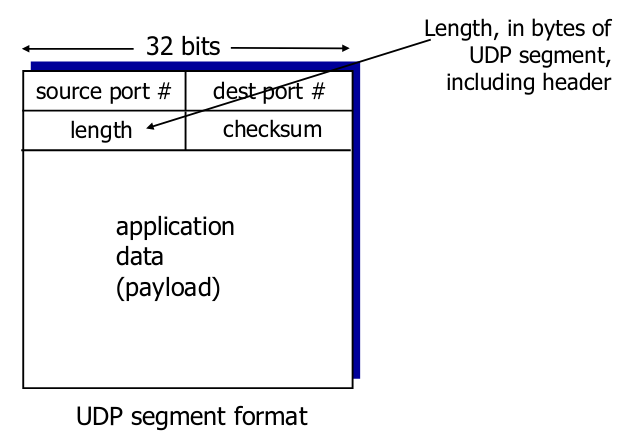 32 bits
Length, in bytes of
UDP segment,
including header
source port #
dest port #
length
checksum
application
data
(payload)
UDP segment format